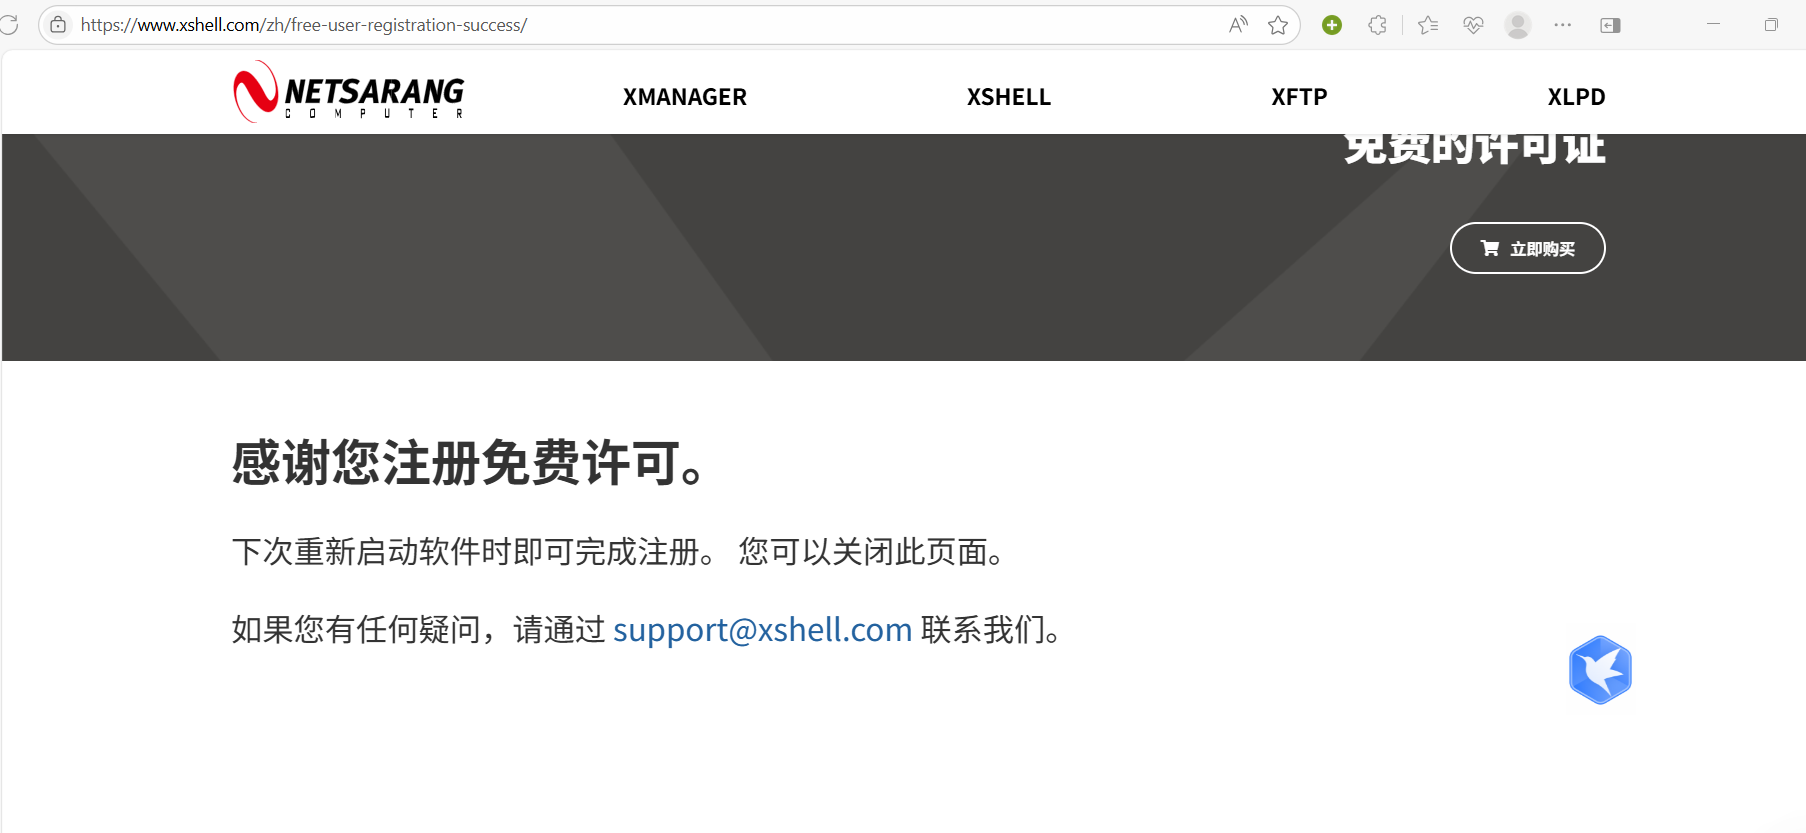 https://www.xshell.com/zh/free-user-registration-success/
NETSARANG
COMPUTER
XMANAGER
XSHELL
XFTP
XLPD
免费的许可证
立即购买
感谢您注册免费许可。
下次重新启动软件时即可完成注册。 您可以关闭此页面。
如果您有任何疑问，请通过 support@xshell.com 联系我们。